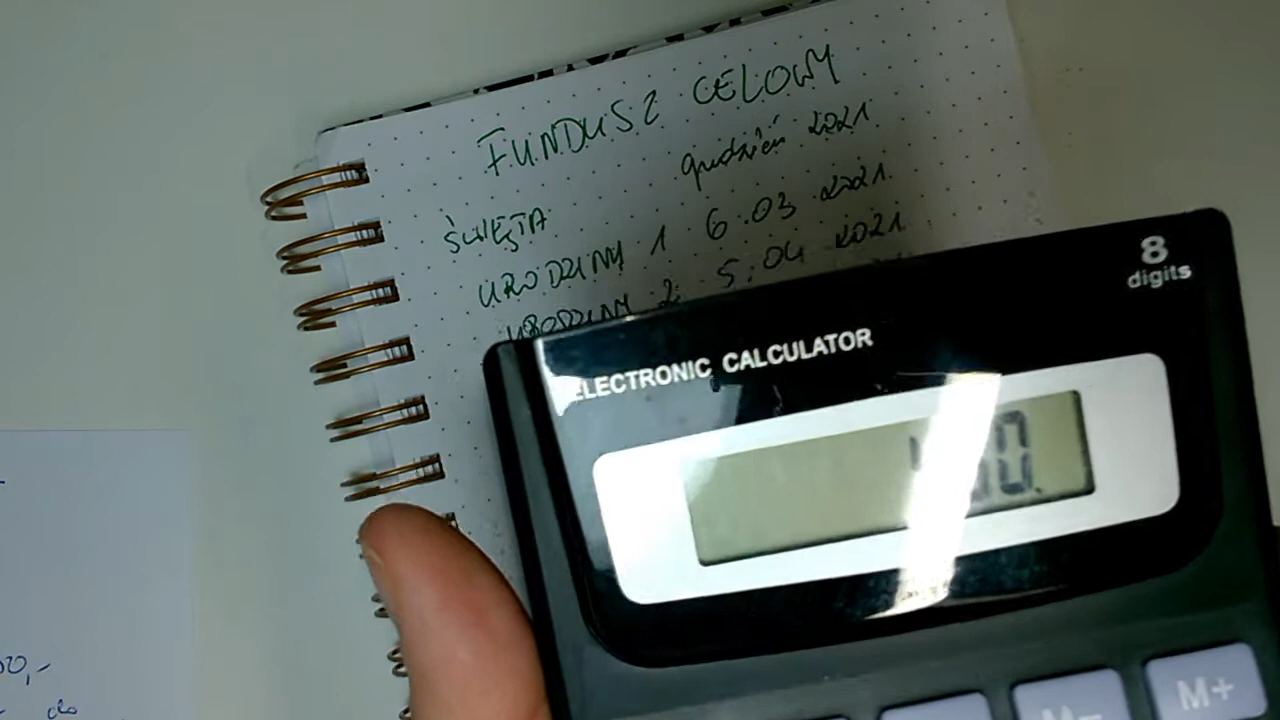 FUNDUSZ CELOWY
ŚWIĘTA grudzień 2021
URODZINY 1 6.03 2021
URODZINY 2 5.04 2021
8
digits
ELECTRONIC CALCULATOR
M+
M-
do